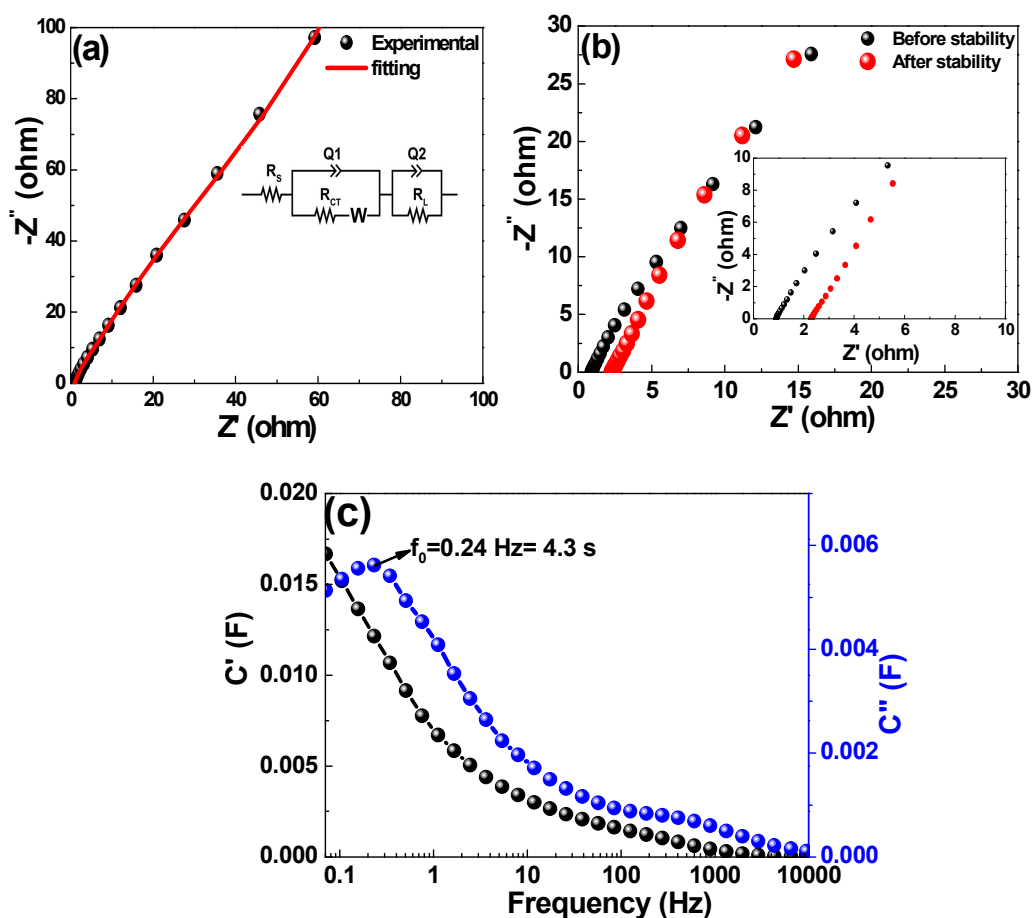 (a)
Experimental
fitting
Q1
Q2
R_S
R_CT
W
R_L
100
80
60
40
20
0
0 20 40 60 80 100
-Z'' (ohm)
Z' (ohm)
(b)
Before stability
After stability
30
25
20
15
10
5
0
0 5 10 15 20 25 30
-Z'' (ohm)
Z' (ohm)
10
8
6
4
2
0
0 2 4 6 8 10
-Z'' (ohm)
Z' (ohm)
(c)
f₀=0.24 Hz= 4.3 s
0.020
0.015
0.010
0.005
0.000
C' (F)
0.006
0.004
0.002
0.000
C'' (F)
0.1 1 10 100 1000 10000
Frequency (Hz)